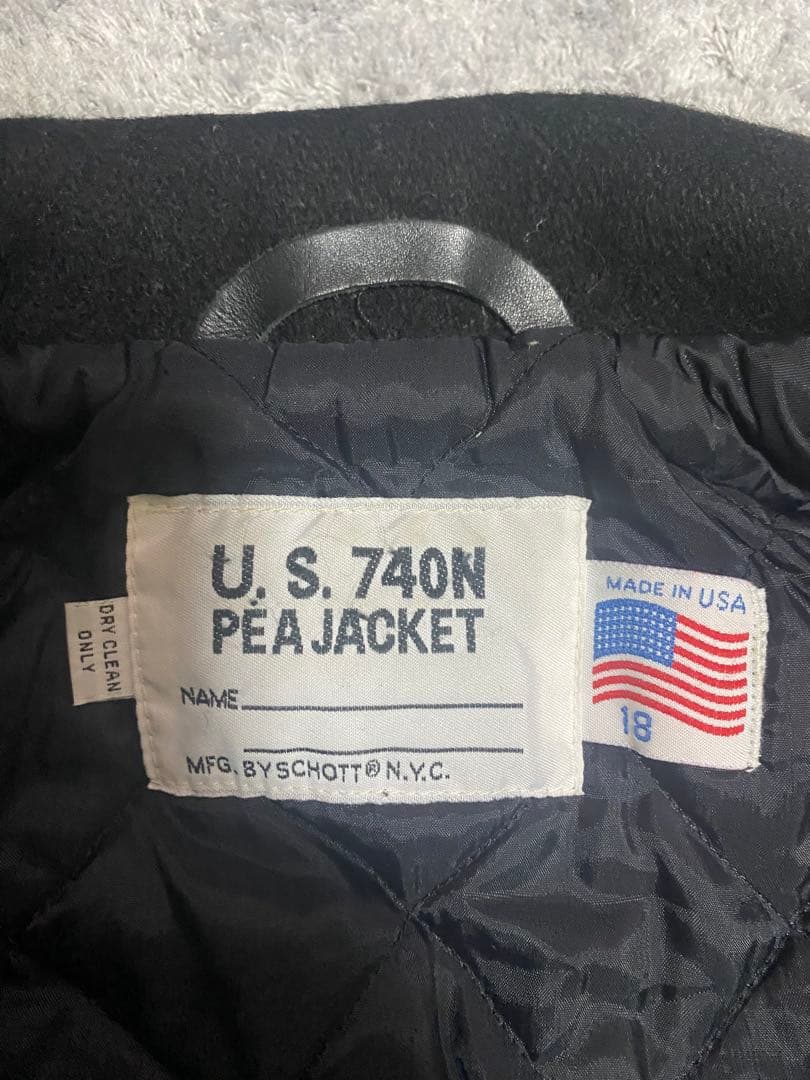 U. S. 740N
PEA JACKET
NAME
MFG. BY SCHOTT® N.Y.C.
DRY CLEAN
ONLY
MADE IN USA
18